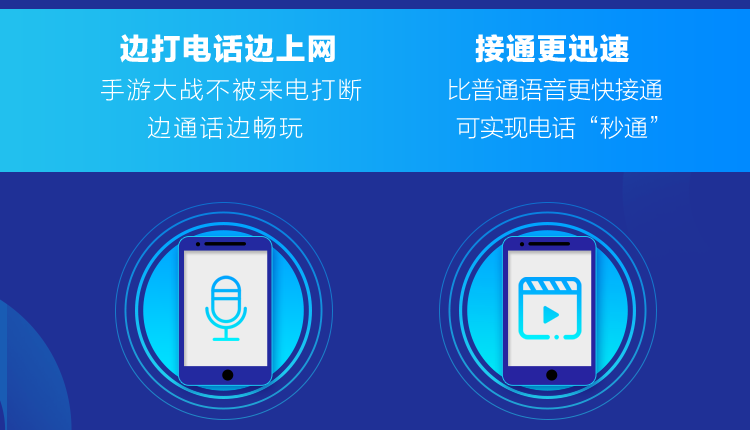 边打电话边上网
手游大战不被来电打断
边通话边畅玩
接通更迅速
比普通语音更快接通
可实现电话“秒通”